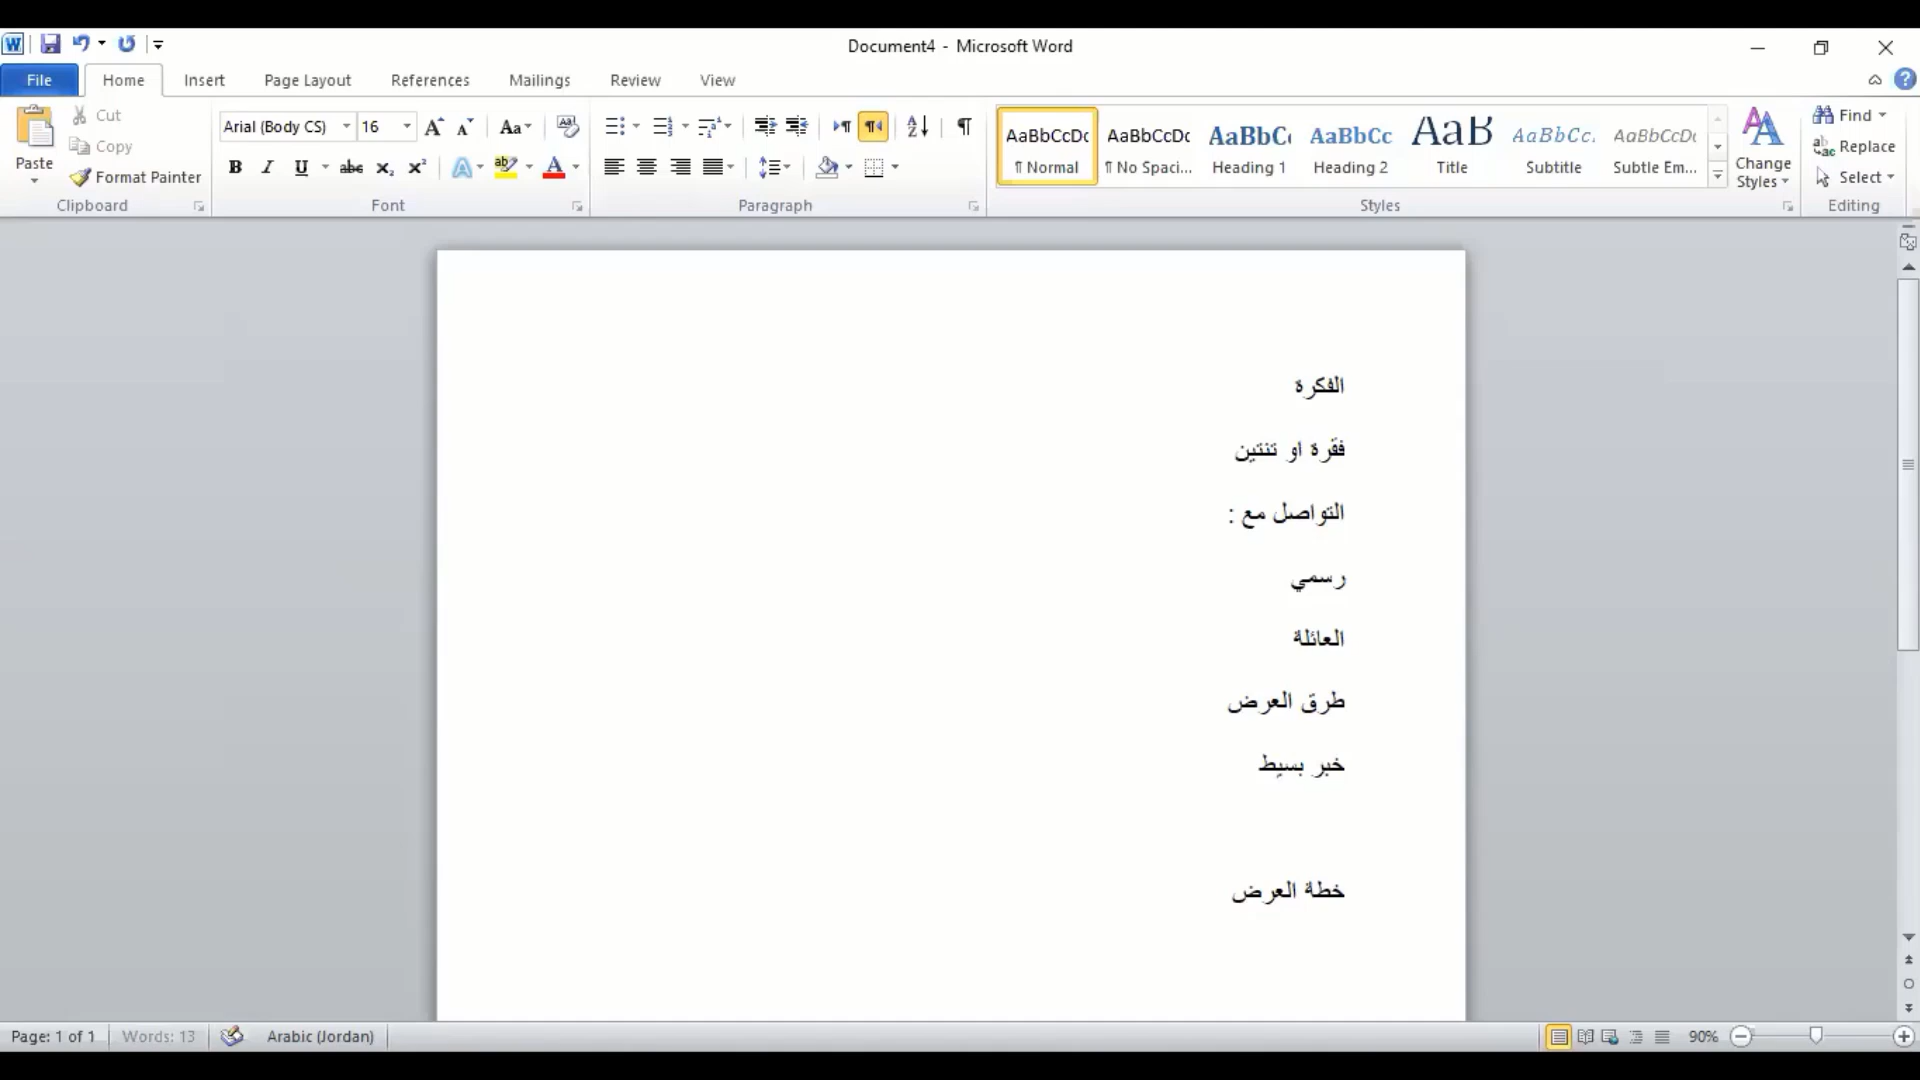 Document4 - Microsoft Word
File Home Insert Page Layout References Mailings Review View
Paste
Cut
Copy
Format Painter
Clipboard
Arial (Body CS) 16
Font
Paragraph
AaBbCcDc AaBbCcDc AaBbCc AaBbCc AaB AaBbCc. AaBbCcDc
¶ Normal ¶ No Spaci... Heading 1 Heading 2 Title Subtitle Subtle Em...
Change Styles
Styles
Find
Replace
Select
Editing
الفكرة
فقرة او تنتين
التواصل مع :
رسمي
العائلة
طرق العرض
خبر بسيط
خطة العرض
Page: 1 of 1 Words: 13 Arabic (Jordan) 90%